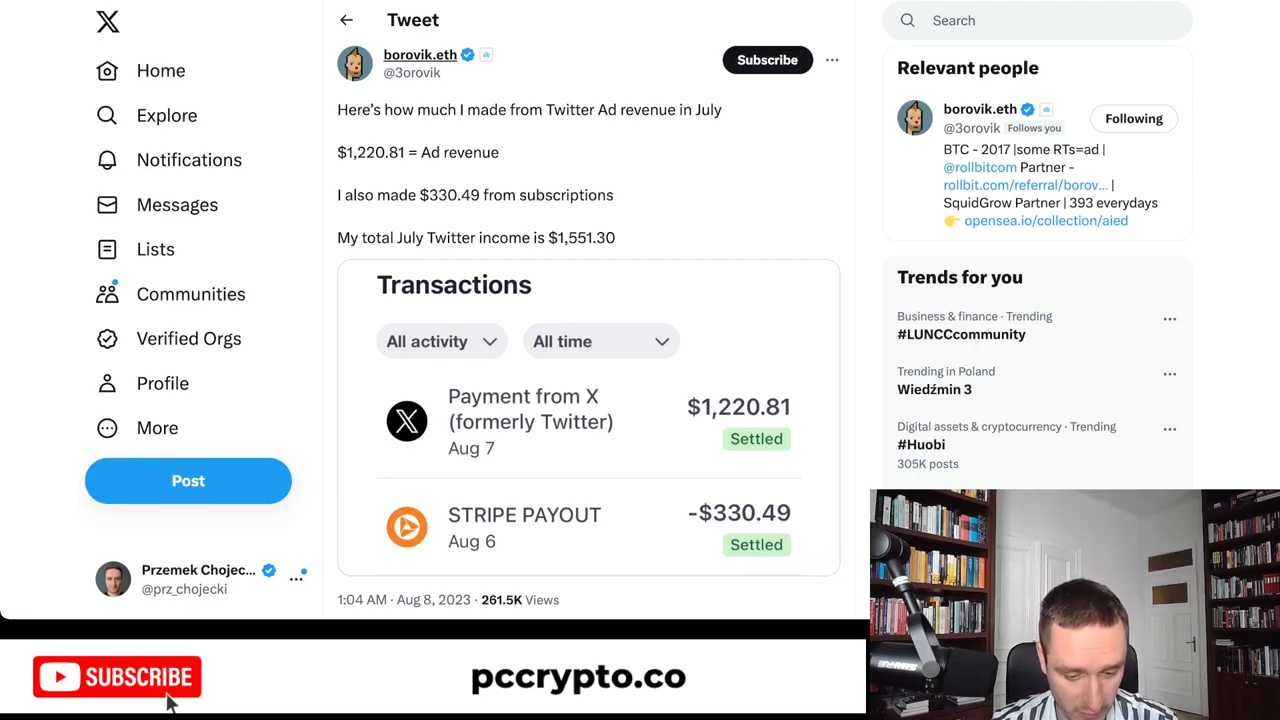 Home
Explore
Notifications
Messages
Lists
Communities
Verified Orgs
Profile
More
Post
Przemek Chojec...
@prz_chojecki
Tweet
borovik.eth
@3orovik
Subscribe
Here’s how much I made from Twitter Ad revenue in July
$1,220.81 = Ad revenue
I also made $330.49 from subscriptions
My total July Twitter income is $1,551.30
Transactions
All activity
All time
Payment from X
(formerly Twitter)
Aug 7
$1,220.81
Settled
STRIPE PAYOUT
Aug 6
-$330.49
Settled
1:04 AM · Aug 8, 2023 · 261.5K Views
Search
Relevant people
borovik.eth
@3orovik Follows you
Following
BTC - 2017 |some RTs=ad |
@rollbitcom Partner -
rollbit.com/referral/borov... |
SquidGrow Partner | 393 everydays
👉 opensea.io/collection/aied
Trends for you
Business & finance · Trending
#LUNCCcommunity
Trending in Poland
Wiedźmin 3
Digital assets & cryptocurrency · Trending
#Huobi
305K posts
SUBSCRIBE
pccrypto.co